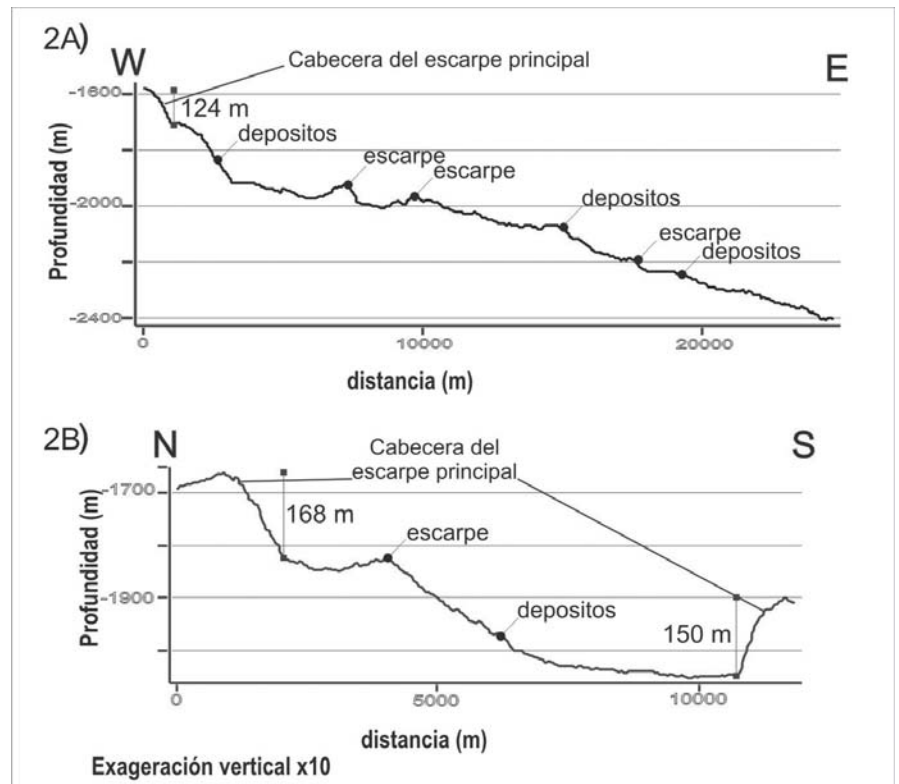 2A)
W
E
Cabecera del escarpe principal
-1600
124 m
depositos
escarpe
escarpe
depositos
escarpe
depositos
-2000
-2400
Profundidad (m)
0
10000
20000
distancia (m)
2B)
N
S
Cabecera del
escarpe principal
-1700
168 m
escarpe
depositos
-1900
150 m
Profundidad (m)
0
5000
10000
distancia (m)
Exageración vertical x10